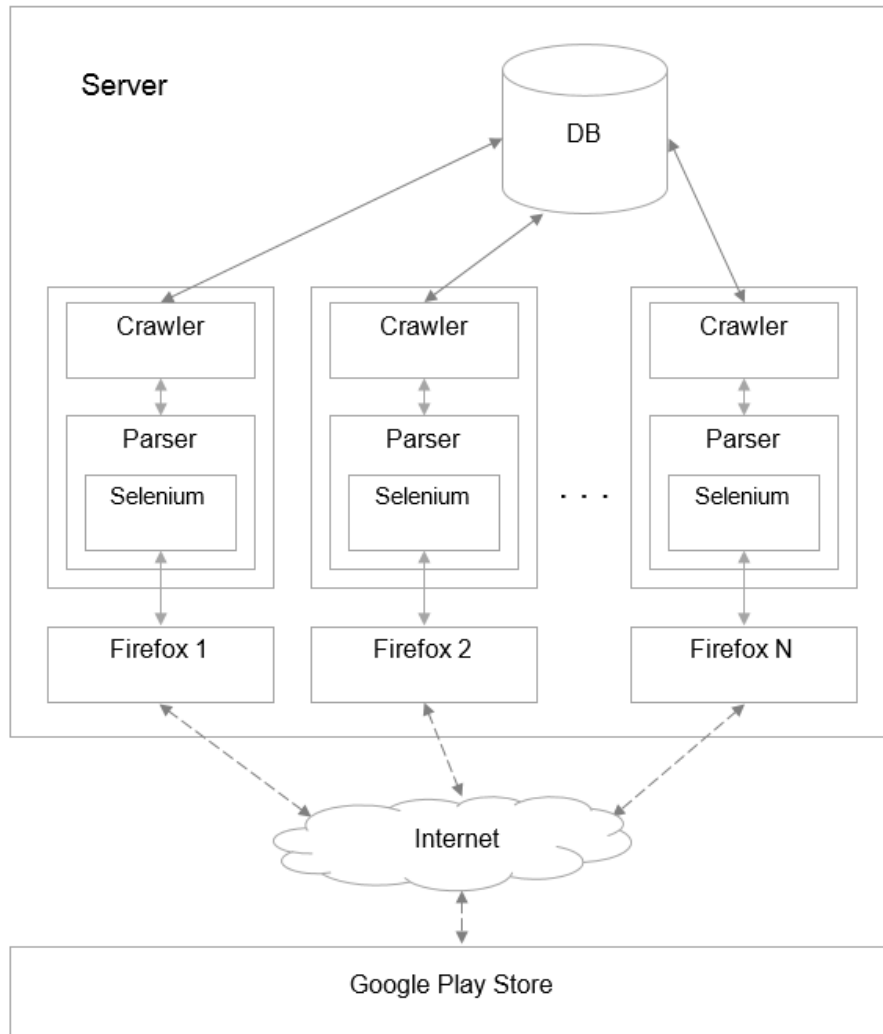 Server
DB
Crawler
Crawler
Crawler
Parser
Parser
Parser
Selenium
Selenium
. . .
Selenium
Firefox 1
Firefox 2
Firefox N
Internet
Google Play Store